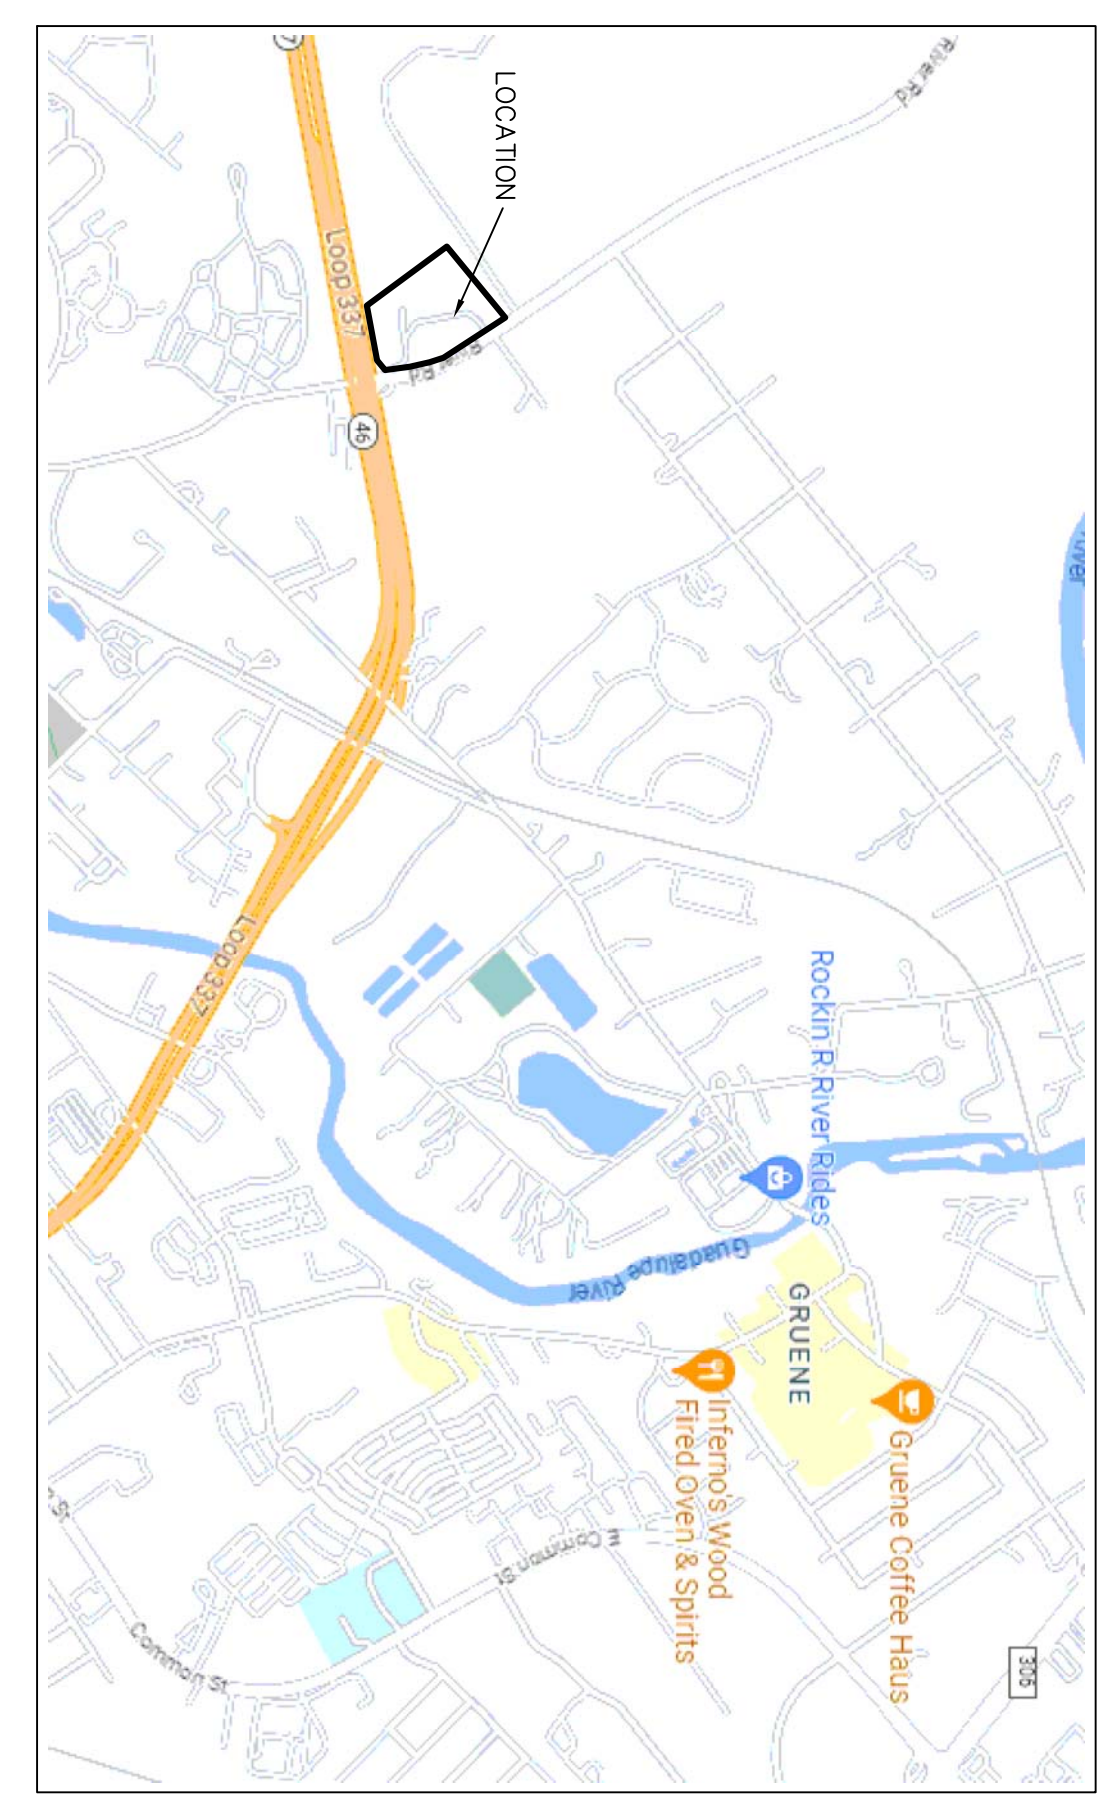 River Rd
306
Gruene Coffee Haus
Rockin R River Rides
GRUENE
Inferno's Wood
Fired Oven & Spirits
Guadalupe River
E Common St
LOCATION
River Rd
Loop 337
46
Loop 337
Common St